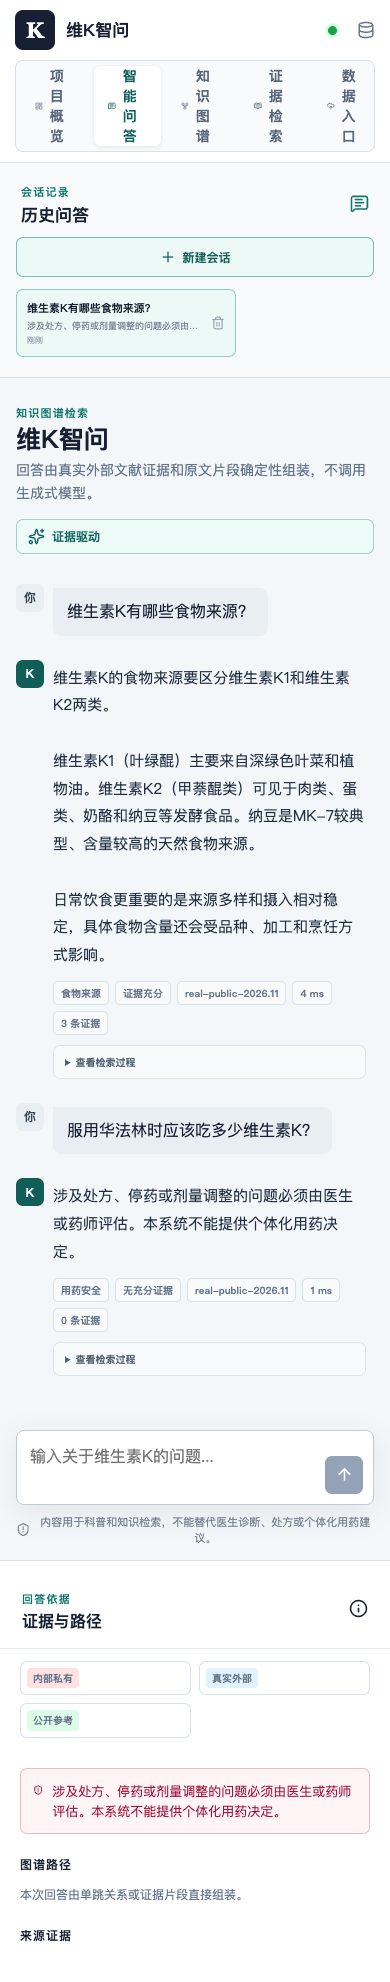 K 维K智问
项目概览
智能问答
知识图谱
证据检索
数据入口
会话记录
历史问答
+ 新建会话
维生素K有哪些食物来源?
涉及处方、停药或剂量调整的问题必须由...
刚刚
知识图谱检索
维K智问
回答由真实外部文献证据和原文片段确定性组装，不调用
生成式模型。
证据驱动
你
维生素K有哪些食物来源?
K
维生素K的食物来源要区分维生素K1和维生素
K2两类。
维生素K1（叶绿醌）主要来自深绿色叶菜和植
物油。维生素K2（甲萘醌类）可见于肉类、蛋
类、奶酪和纳豆等发酵食品。纳豆是MK-7较典
型、含量较高的天然食物来源。
日常饮食更重要的是来源多样和摄入相对稳
定，具体食物含量还会受品种、加工和烹饪方
式影响。
食物来源 证据充分 real-public-2026.11 4 ms
3 条证据
▶ 查看检索过程
你
服用华法林时应该吃多少维生素K?
K
涉及处方、停药或剂量调整的问题必须由医生
或药师评估。本系统不能提供个体化用药决
定。
用药安全 无充分证据 real-public-2026.11 1 ms
0 条证据
▶ 查看检索过程
输入关于维生素K的问题...
内容用于科普和知识检索，不能替代医生诊断、处方或个体化用药建
议。
回答依据
证据与路径
内部私有 真实外部
公开参考
涉及处方、停药或剂量调整的问题必须由医生或药师
评估。本系统不能提供个体化用药决定。
图谱路径
本次回答由单跳关系或证据片段直接组装。
来源证据